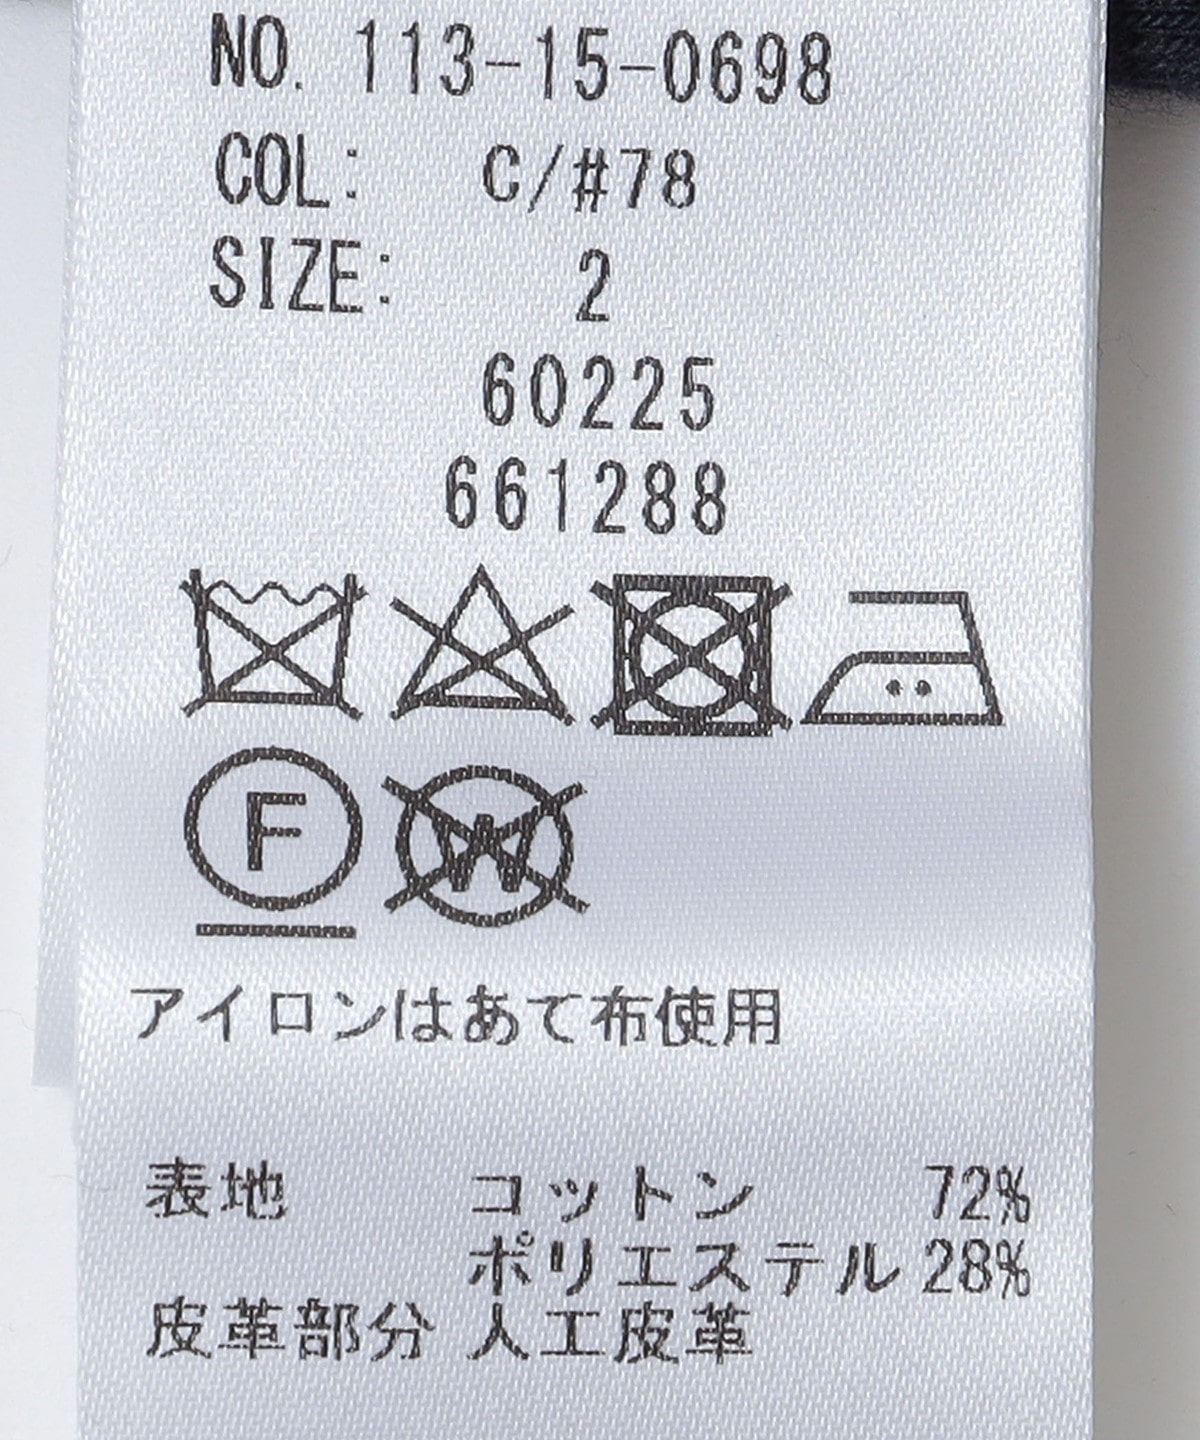 NO. 113-15-0698
COL: C/#78
SIZE: 2
60225
661288
F W
アイロンはあて布使用
表地 コットン 72%
ポリエステル 28%
皮革部分 人工皮革